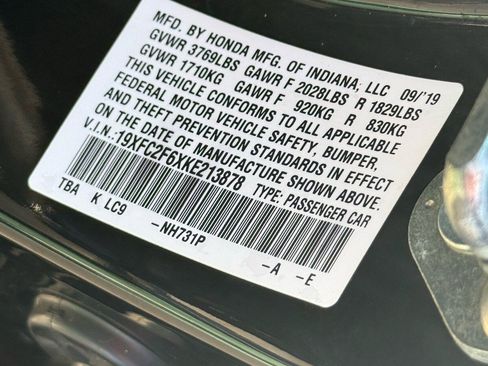 MFD. BY HONDA MFG. OF INDIANA, LLC 09/'19
GVWR 3769LBS GAWR F 2028LBS R 1829LBS
GVWR 1710KG GAWR F 920KG R 830KG
THIS VEHICLE CONFORMS TO ALL APPLICABLE
FEDERAL MOTOR VEHICLE SAFETY, BUMPER,
AND THEFT PREVENTION STANDARDS IN EFFECT
ON THE DATE OF MANUFACTURE SHOWN ABOVE.
V.I.N.:19XFC2F6XKE213878 TYPE: PASSENGER CAR
TBA K LC9 -NH731P -A -E